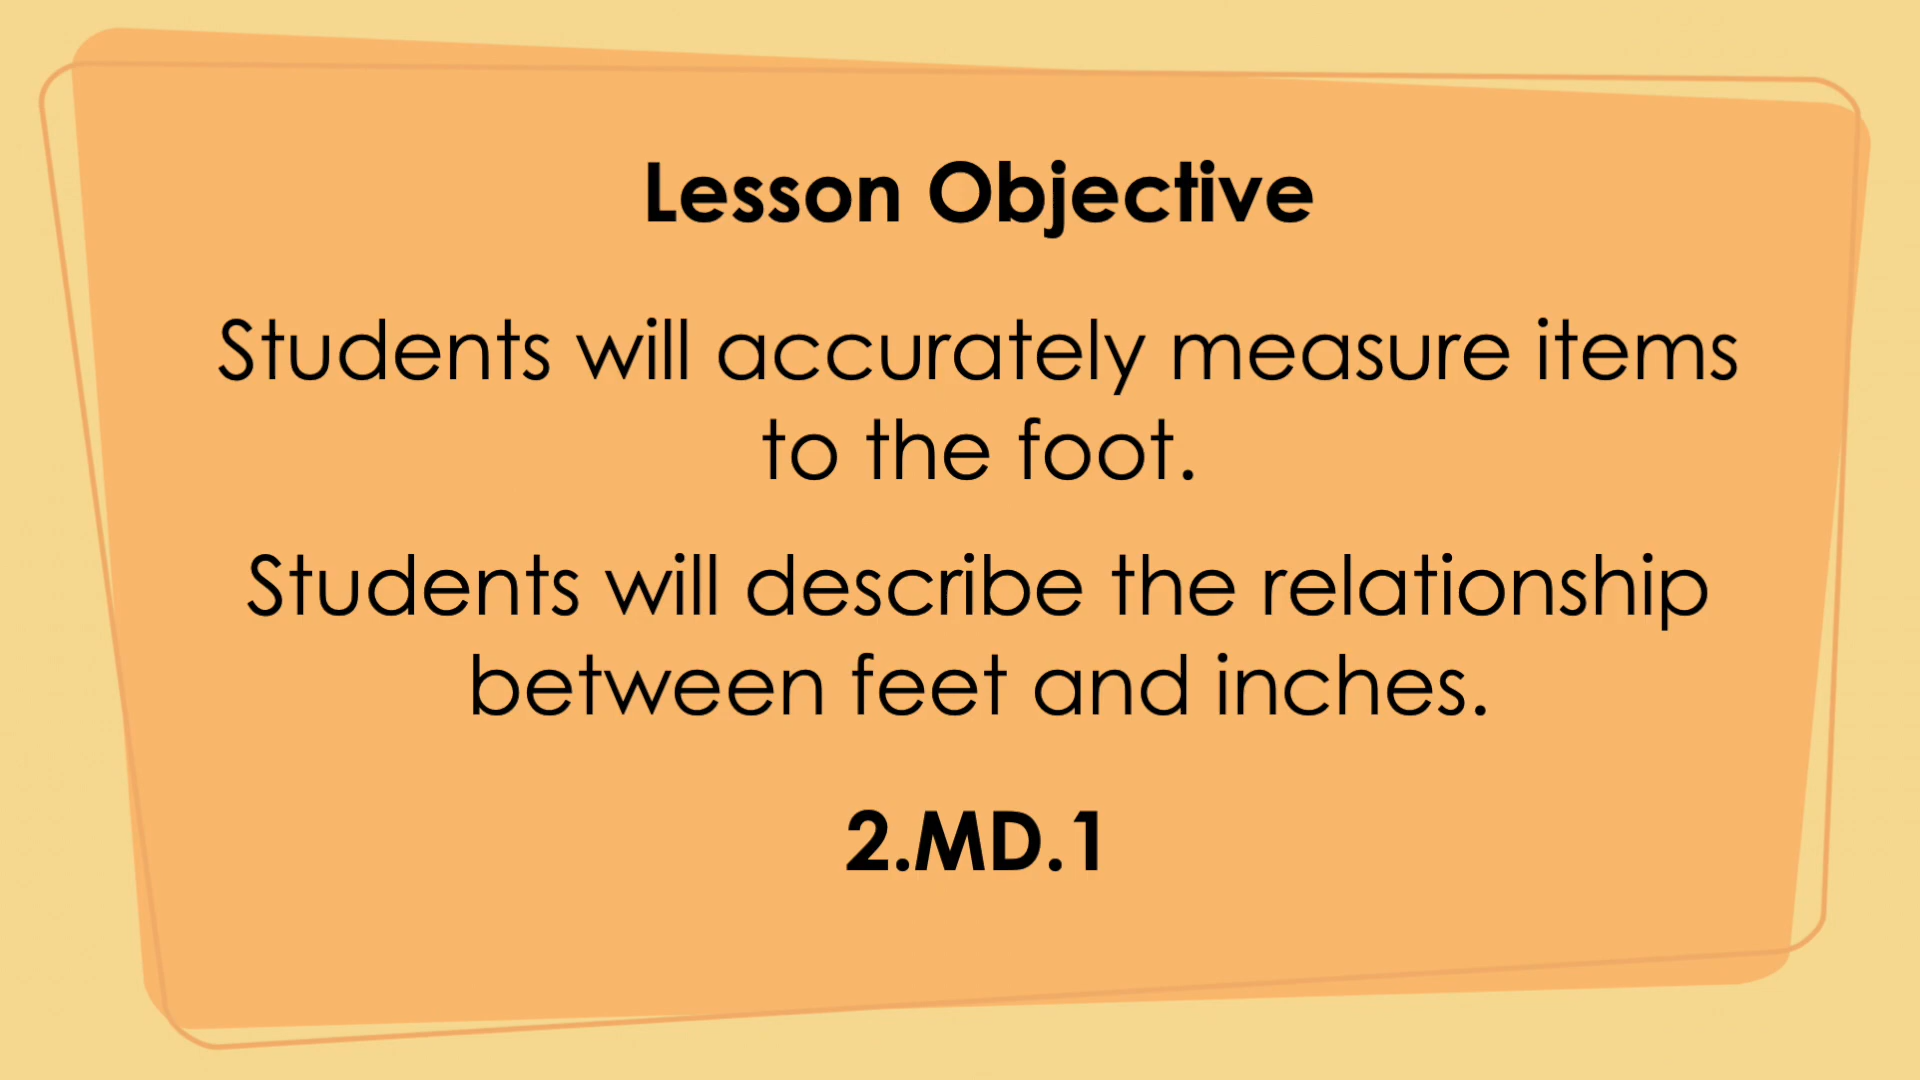 Lesson Objective
Students will accurately measure items
to the foot.
Students will describe the relationship
between feet and inches.
2.MD.1